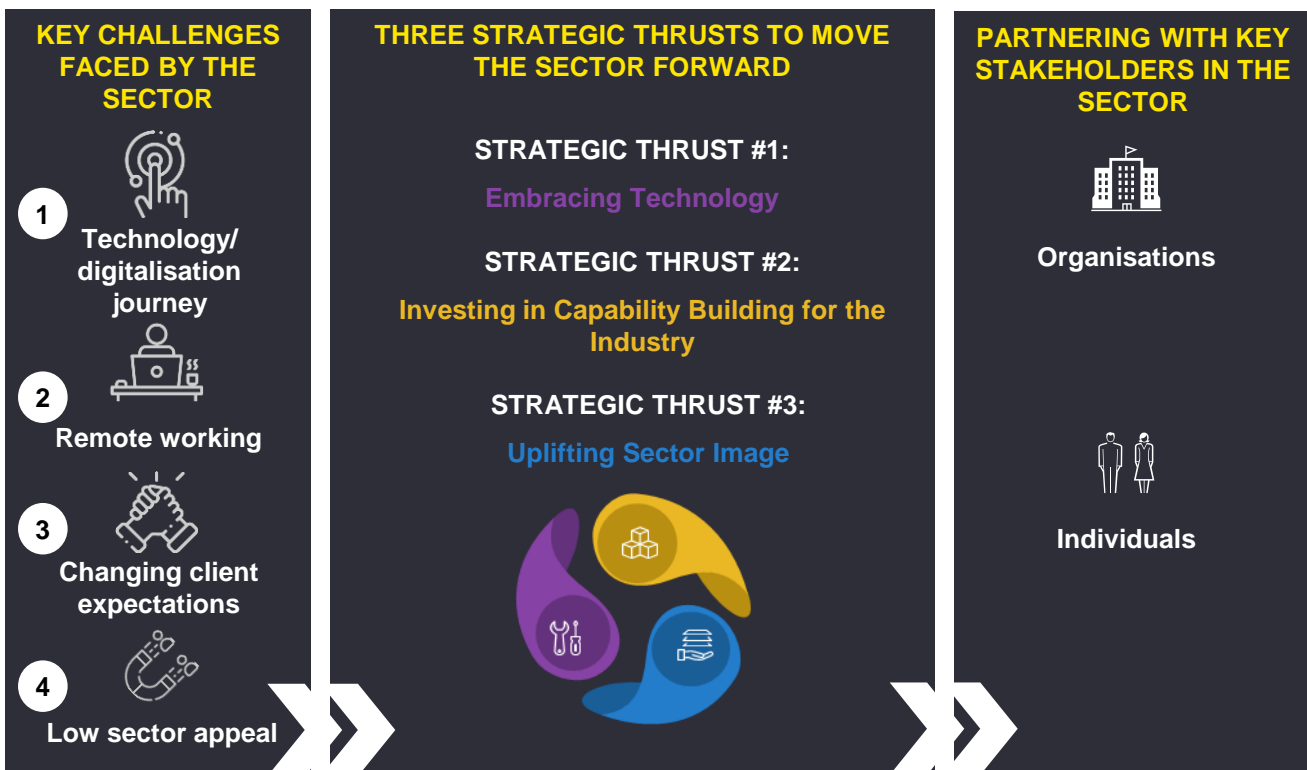 KEY CHALLENGES
FACED BY THE
SECTOR
1
Technology/
digitalisation
journey
2
Remote working
3
Changing client
expectations
4
Low sector appeal
THREE STRATEGIC THRUSTS TO MOVE
THE SECTOR FORWARD
STRATEGIC THRUST #1:
Embracing Technology
STRATEGIC THRUST #2:
Investing in Capability Building for the
Industry
STRATEGIC THRUST #3:
Uplifting Sector Image
PARTNERING WITH KEY
STAKEHOLDERS IN THE
SECTOR
Organisations
Individuals